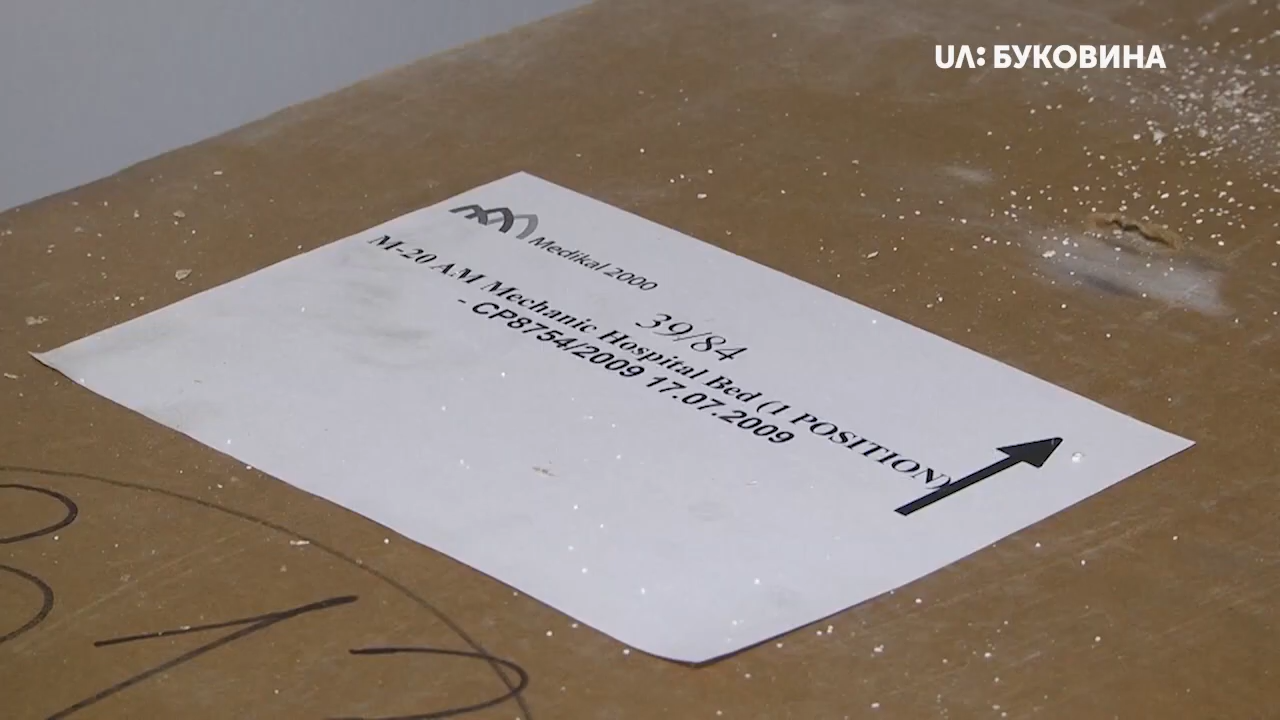 UA: БУКОВИНА
Medikal 2000
39/84
M-20 AM Mechanic Hospital Bed (1 POSITION)
- CP8754/2009 17.07.2009